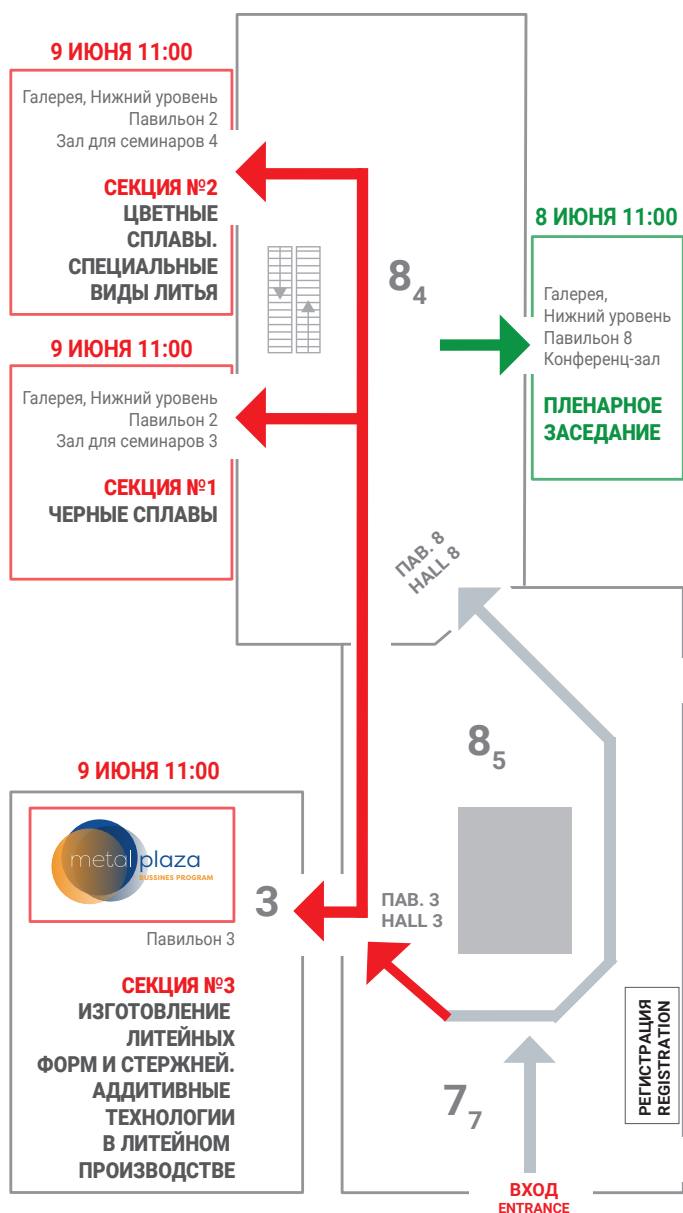 9 ИЮНЯ 11:00
Галерея, Нижний уровень
Павильон 2
Зал для семинаров 4
СЕКЦИЯ №2
ЦВЕТНЫЕ
СПЛАВЫ.
СПЕЦИАЛЬНЫЕ
ВИДЫ ЛИТЬЯ
8 4
8 ИЮНЯ 11:00
Галерея,
Нижний уровень
Павильон 8
Конференц-зал
ПЛЕНАРНОЕ
ЗАСЕДАНИЕ
9 ИЮНЯ 11:00
Галерея, Нижний уровень
Павильон 2
Зал для семинаров 3
СЕКЦИЯ №1
ЧЕРНЫЕ СПЛАВЫ
ПАВ. 8
HALL 8
8 5
9 ИЮНЯ 11:00
metal plaza
BUSSINES PROGRAM
3
Павильон 3
СЕКЦИЯ №3
ИЗГОТОВЛЕНИЕ
ЛИТЕЙНЫХ
ФОРМ И СТЕРЖНЕЙ.
АДДИТИВНЫЕ
ТЕХНОЛОГИИ
В ЛИТЕЙНОМ
ПРОИЗВОДСТВЕ
ПАВ. 3
HALL 3
7 7
РЕГИСТРАЦИЯ
REGISTRATION
ВХОД
ENTRANCE